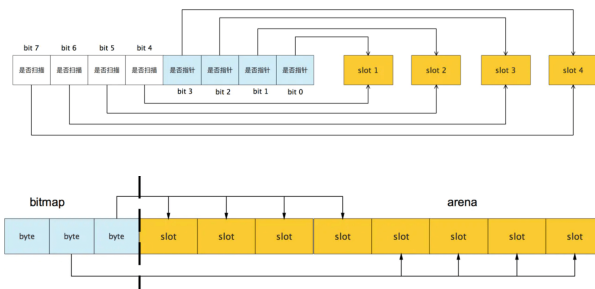 bit 7 bit 6 bit 5 bit 4
是否扫描 是否扫描 是否扫描 是否扫描 是否指针 是否指针 是否指针 是否指针 slot 1 slot 2 slot 3 slot 4
bit 3 bit 2 bit 1 bit 0
bitmap arena
byte byte byte slot slot slot slot slot slot slot slot